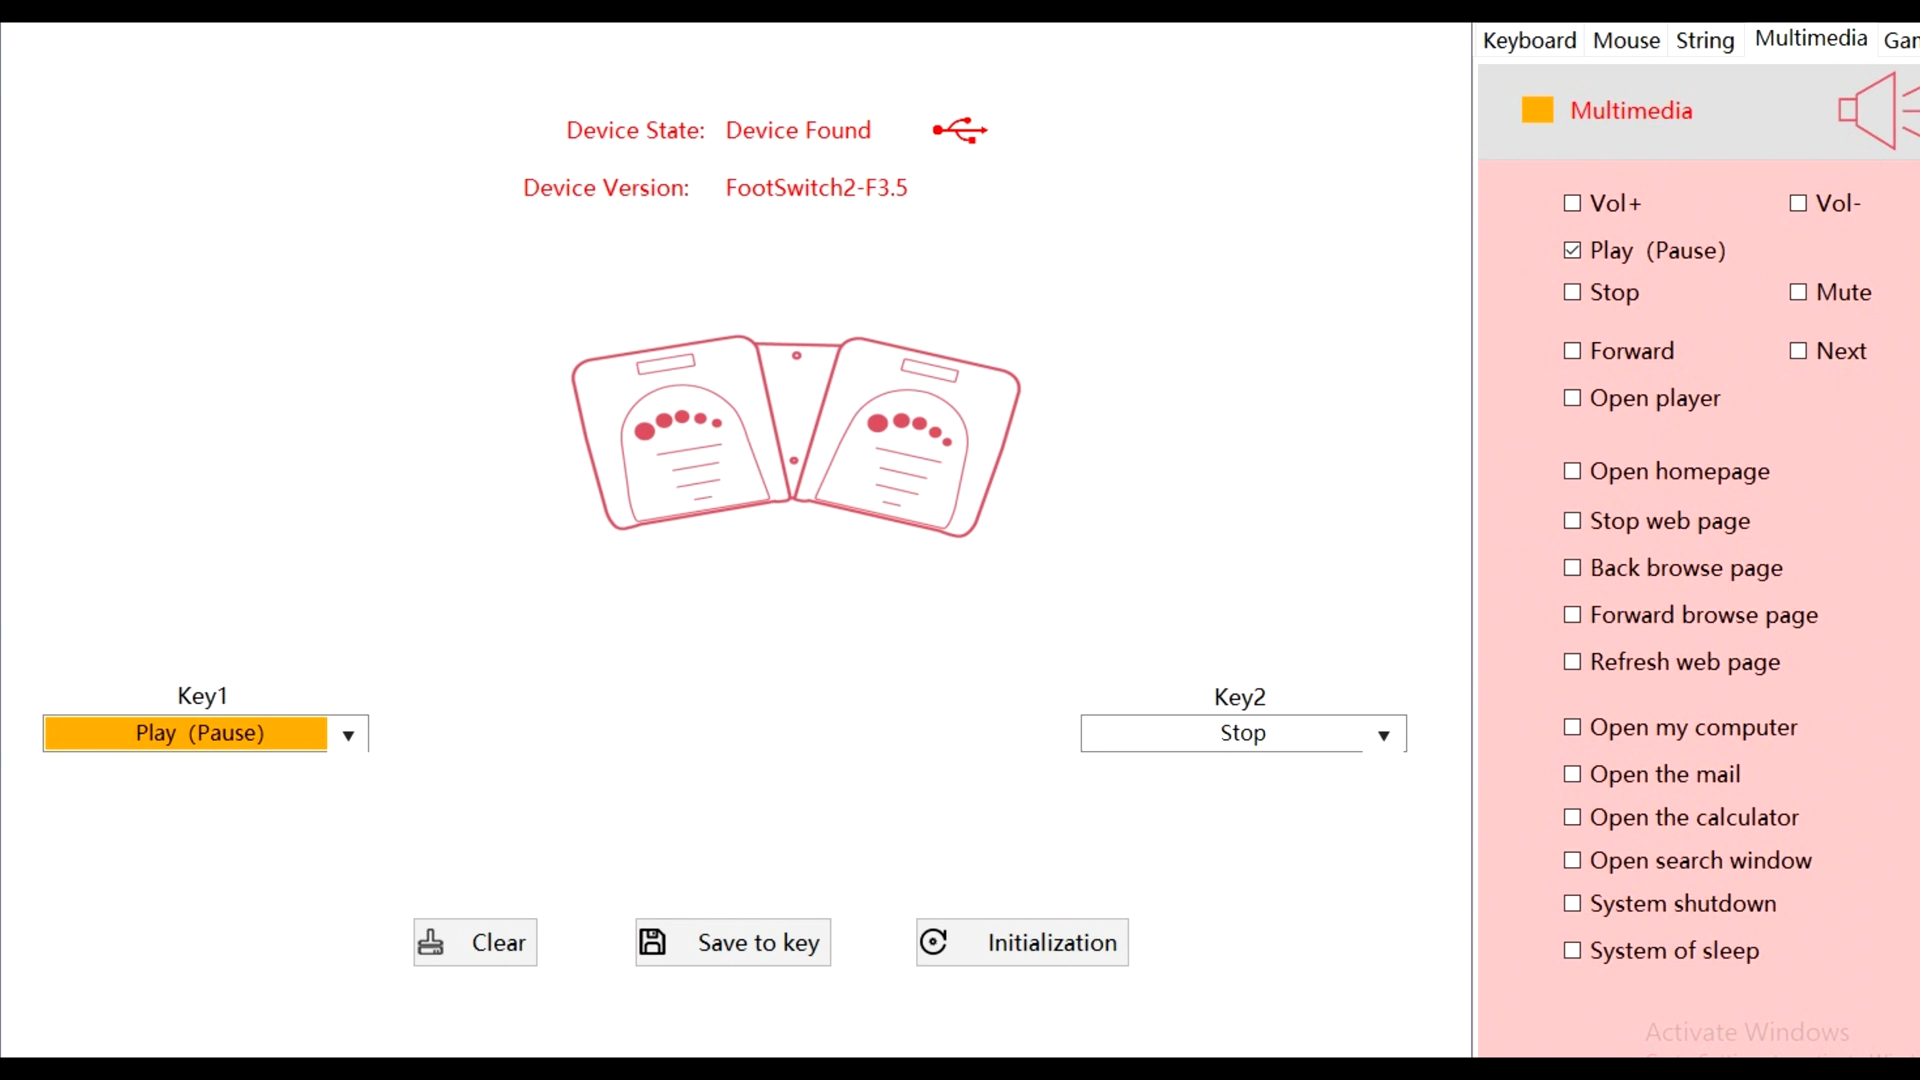 Keyboard Mouse String Multimedia
Multimedia
Device State: Device Found
Device Version: FootSwitch2-F3.5
Vol+ Vol-
Play (Pause)
Stop Mute
Forward Next
Open player
Open homepage
Stop web page
Back browse page
Forward browse page
Refresh web page
Key1 Key2
Play (Pause) Stop
Open my computer
Open the mail
Open the calculator
Open search window
System shutdown
System of sleep
Clear Save to key Initialization
Activate Windows